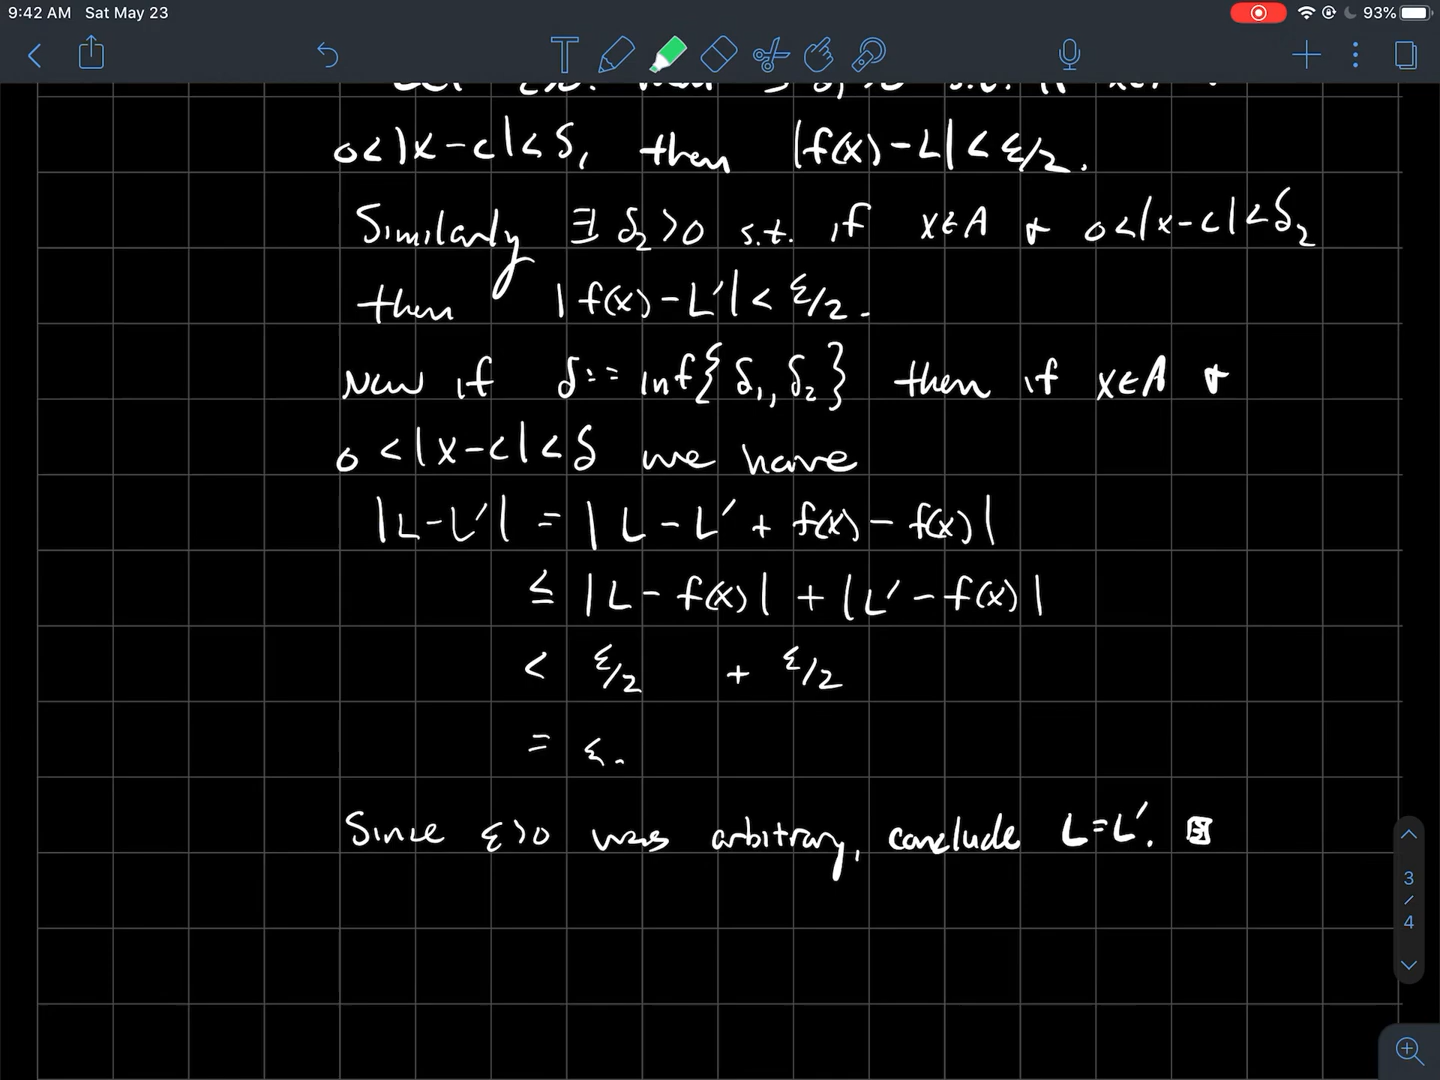 9:42 AM Sat May 23
93%
0<|x-c|<δ₁ then |f(x)-L|<ε/2.
Similarly ∃ δ₂>0 s.t. if x∈A & 0<|x-c|<δ₂
then |f(x)-L'|<ε/2.
Now if δ:= inf{δ₁, δ₂} then if x∈A &
0<|x-c|<δ we have
|L-L'| = |L-L'+f(x)-f(x)|
≤ |L-f(x)| + |L'-f(x)|
< ε/2 + ε/2
= ε.
Since ε>0 was arbitrary, conclude L=L'.
3
/
4